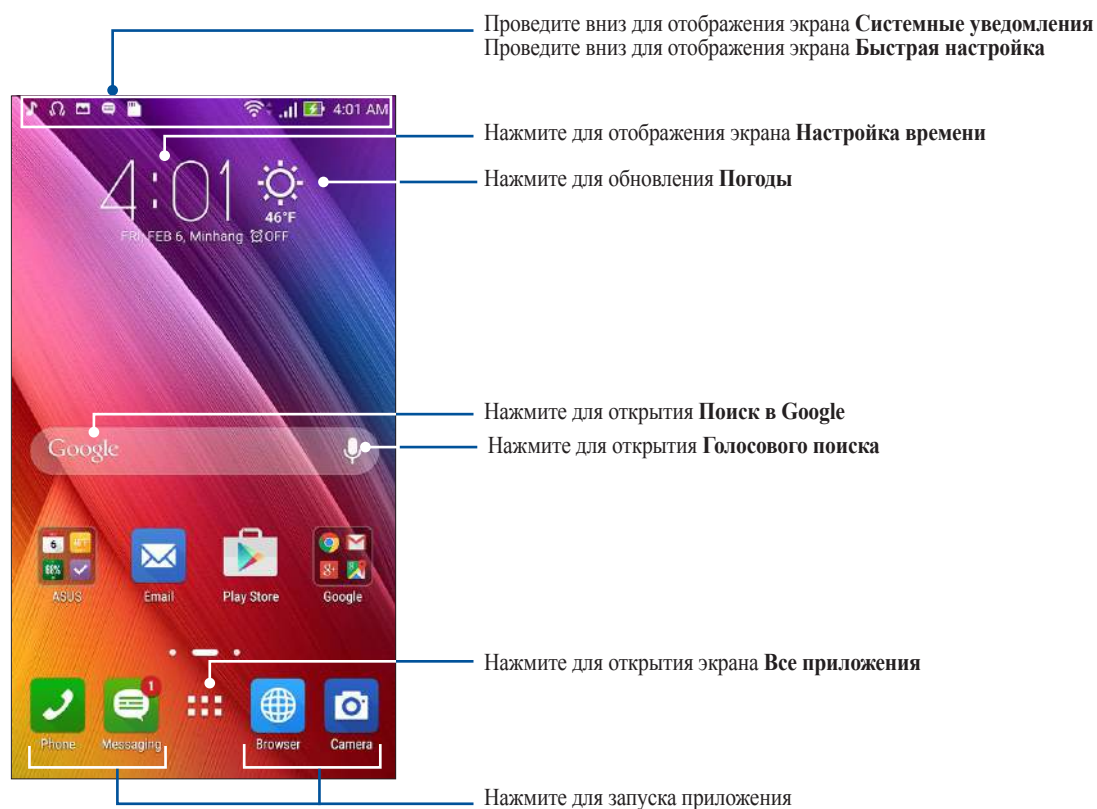 Проведите вниз для отображения экрана Системные уведомления
Проведите вниз для отображения экрана Быстрая настройка
4:01 AM
Нажмите для отображения экрана Настройка времени
4:01
Нажмите для обновления Погоды
46°F
FRI, FEB 6, Minhang OFF
Нажмите для открытия Поиск в Google
Google
Нажмите для открытия Голосового поиска
6
ASUS
Email
Play Store
Google
Нажмите для открытия экрана Все приложения
1
Phone
Messaging
Browser
Camera
Нажмите для запуска приложения